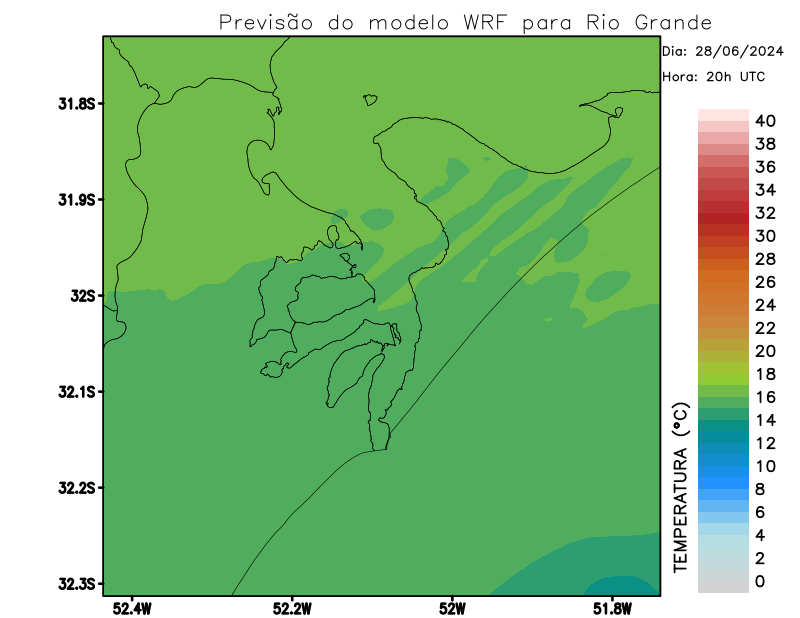 Previsão do modelo WRF para Rio Grande
Dia: 28/06/2024
Hora: 20h UTC
31.8S
31.9S
32S
32.1S
32.2S
32.3S
52.4W
52.2W
52W
51.8W
TEMPERATURA (°C)
40
38
36
34
32
30
28
26
24
22
20
18
16
14
12
10
8
6
4
2
0